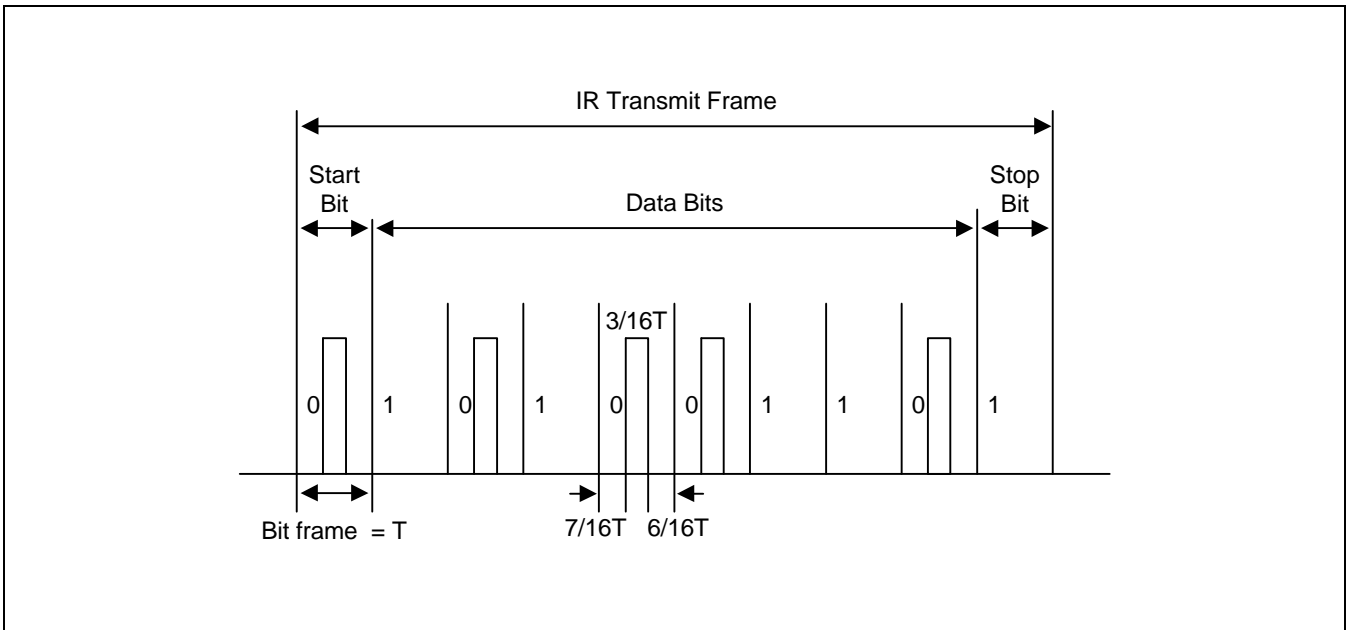 IR Transmit Frame
Start
Bit
Data Bits
Stop
Bit
3/16T
0 1 0 1 0 0 1 1 0 1
Bit frame = T
7/16T 6/16T